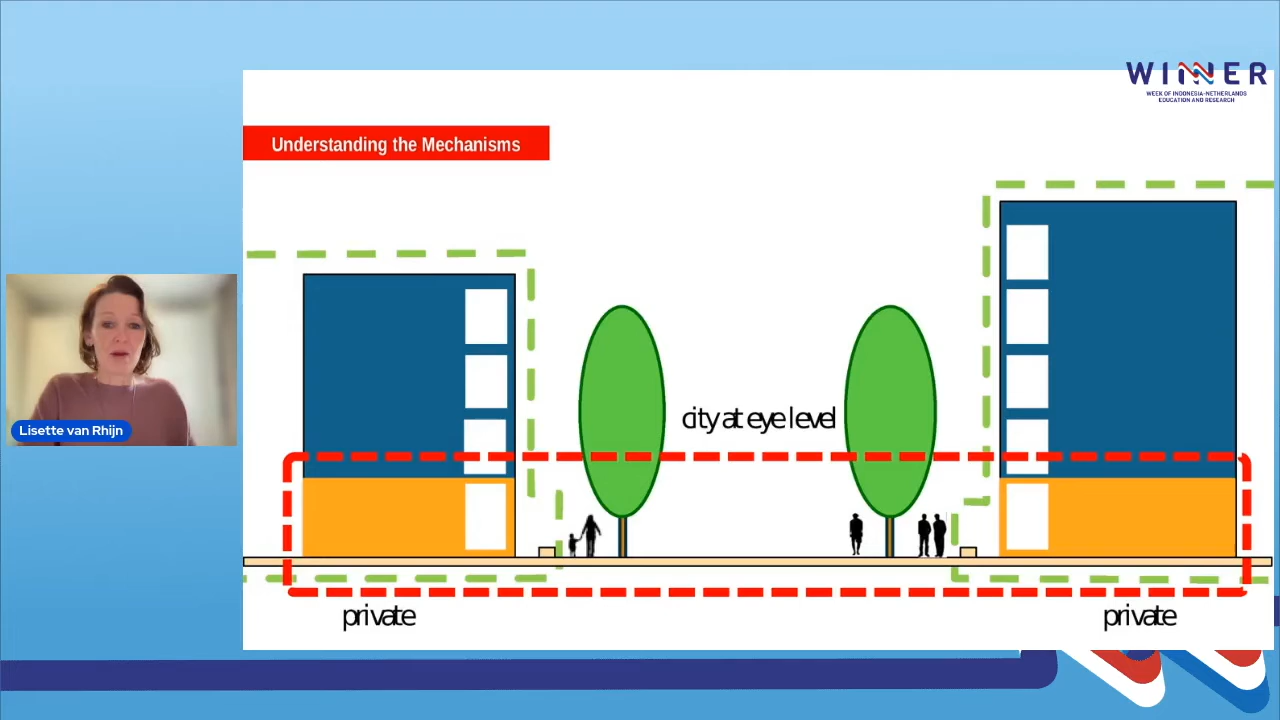 WINNER
WEEK OF INDONESIA-NETHERLANDS
EDUCATION AND RESEARCH
Understanding the Mechanisms
city at eye level
Lisette van Rhijn
private
private